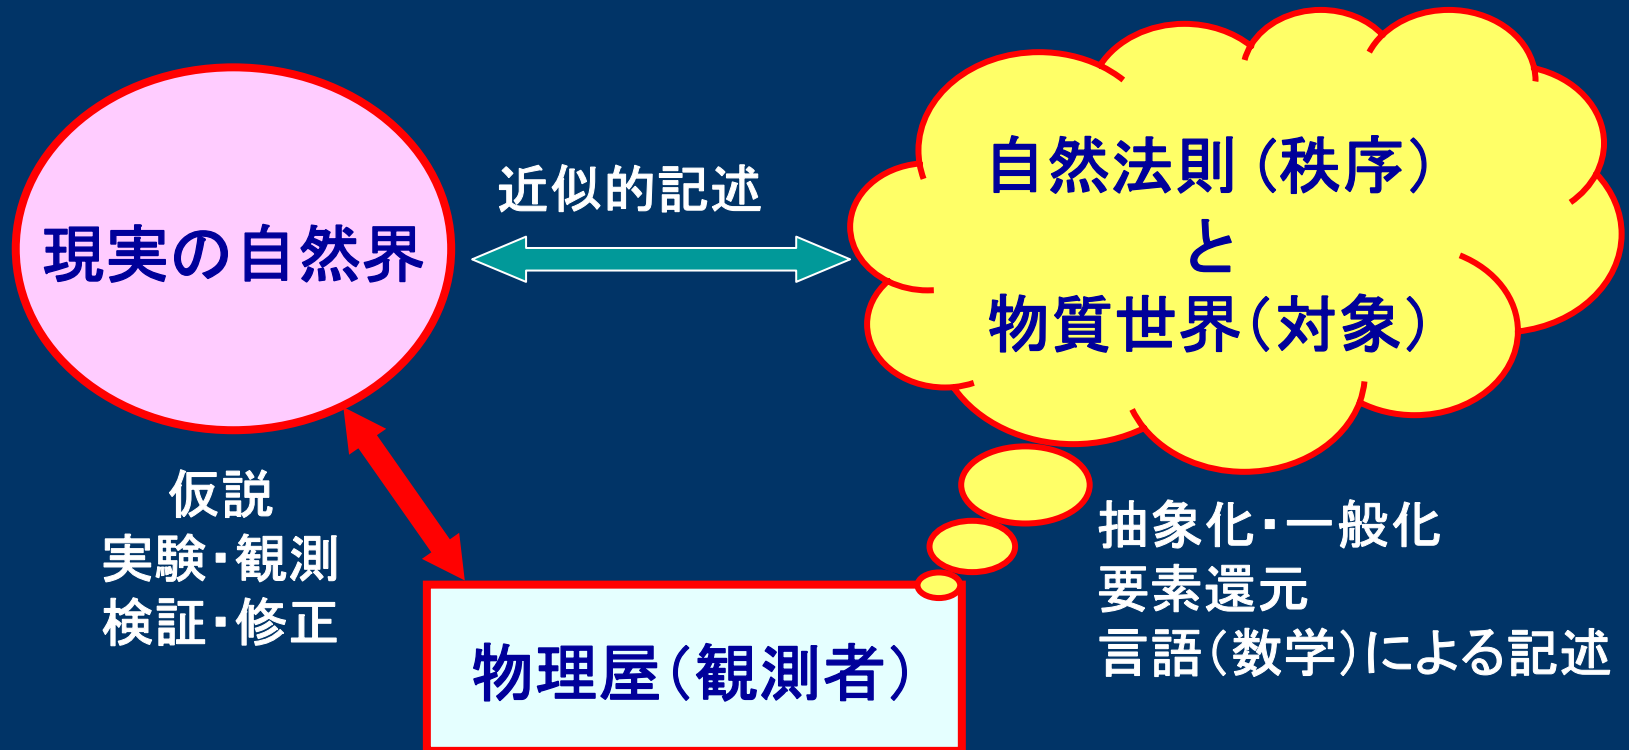 現実の自然界
近似的記述
自然法則（秩序）
と
物質世界（対象）
仮説
実験・観測
検証・修正
物理屋（観測者）
抽象化・一般化
要素還元
言語（数学）による記述